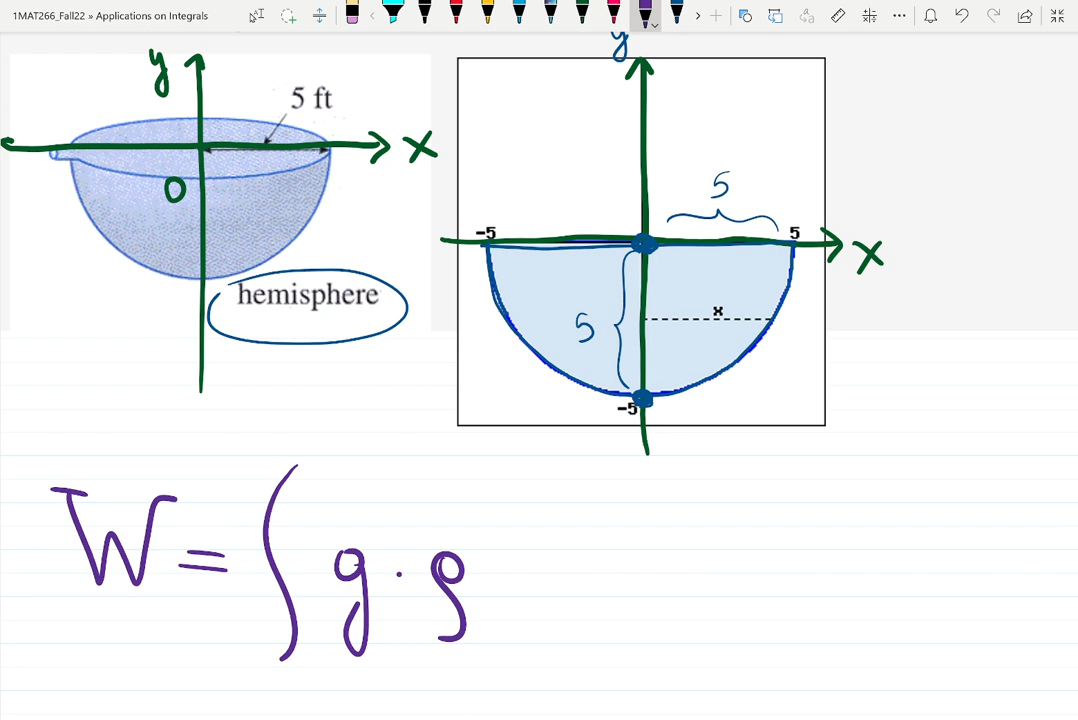 1MAT266_Fall22 » Applications on Integrals
y
5 ft
x
0
hemisphere
y
5
-5
5
x
5
x
-5
W = ∫ g · ρ